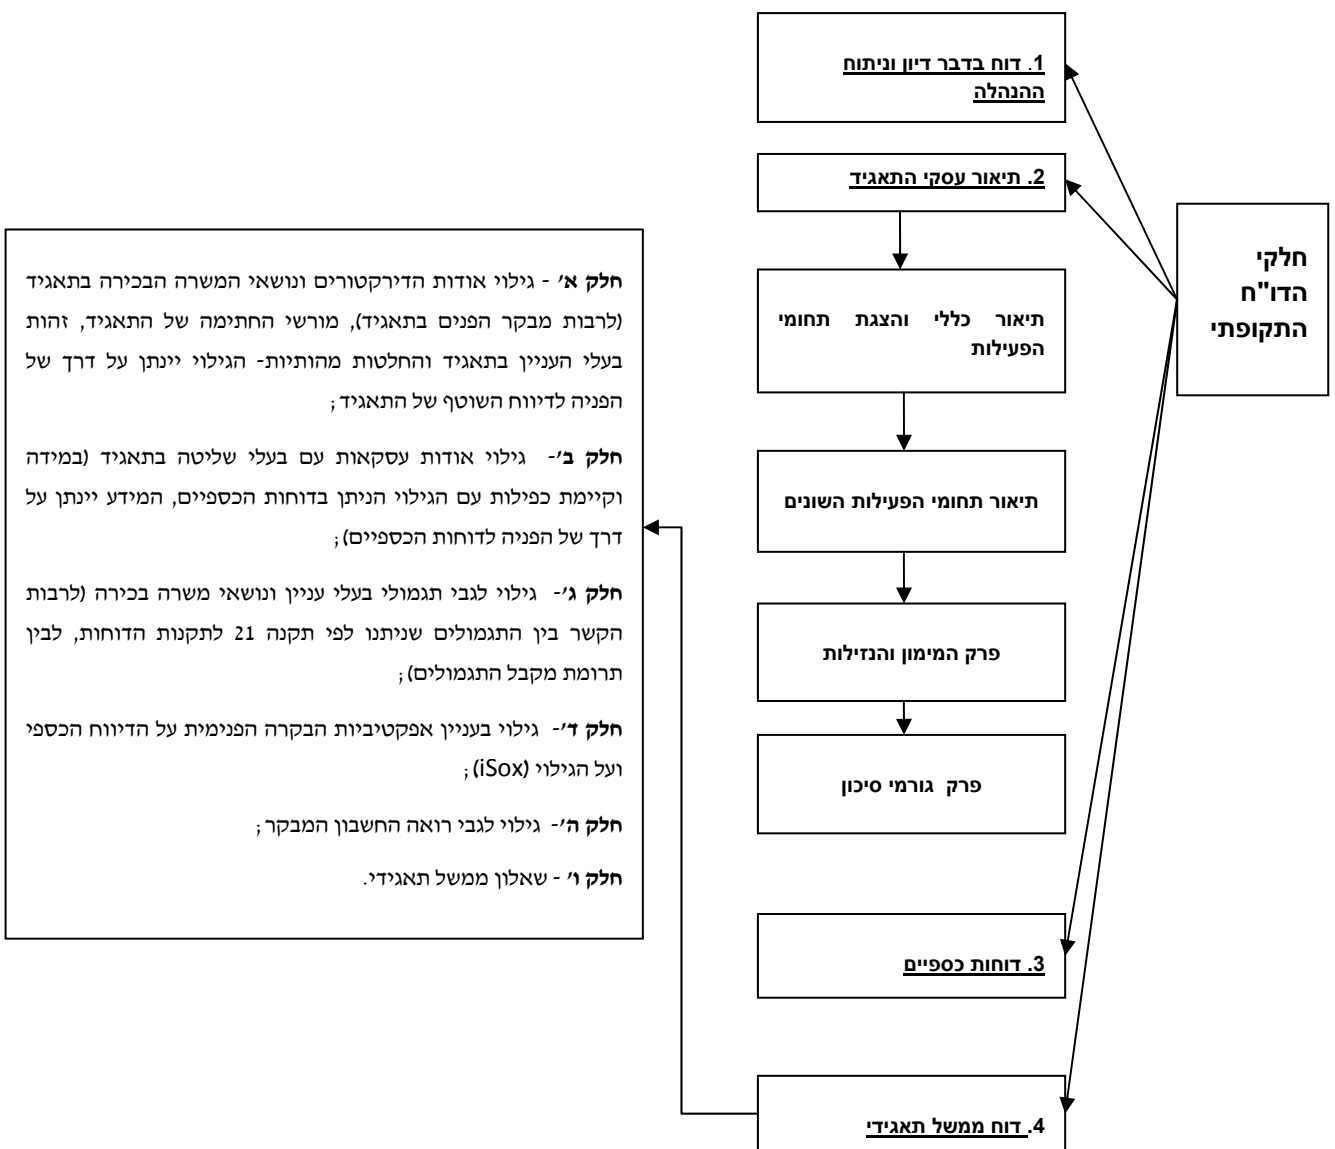 חלקי
הדו"ח
התקופתי
1. דוח בדבר דיון וניתוח
ההנהלה
2. תיאור עסקי התאגיד
תיאור כללי והצגת תחומי
הפעילות
תיאור תחומי הפעילות השונים
פרק המימון והנזילות
פרק גורמי סיכון
3. דוחות כספיים
4. דוח ממשל תאגידי
חלק א' - גילוי אודות הדירקטורים ונושאי המשרה הבכירה בתאגיד
(לרבות מבקר הפנים בתאגיד), מורשי החתימה של התאגיד, זהות
בעלי העניין בתאגיד והחלטות מהותיות- הגילוי יינתן על דרך של
הפניה לדיווח השוטף של התאגיד;
חלק ב'- גילוי אודות עסקאות עם בעלי שליטה בתאגיד (במידה
וקיימת כפילות עם הגילוי הניתן בדוחות הכספיים, המידע יינתן על
דרך של הפניה לדוחות הכספיים);
חלק ג'- גילוי לגבי תגמולי בעלי עניין ונושאי משרה בכירה (לרבות
הקשר בין התגמולים שניתנו לפי תקנה 21 לתקנות הדוחות, לבין
תרומת מקבל התגמולים);
חלק ד'- גילוי בעניין אפקטיביות הבקרה הפנימית על הדיווח הכספי
ועל הגילוי (iSox);
חלק ה'- גילוי לגבי רואה החשבון המבקר;
חלק ו' - שאלון ממשל תאגידי.